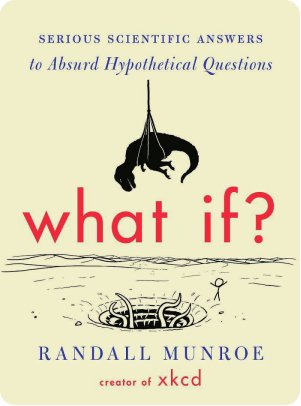 SERIOUS SCIENTIFIC ANSWERS
to Absurd Hypothetical Questions
what if?
RANDALL MUNROE
creator of xkcd